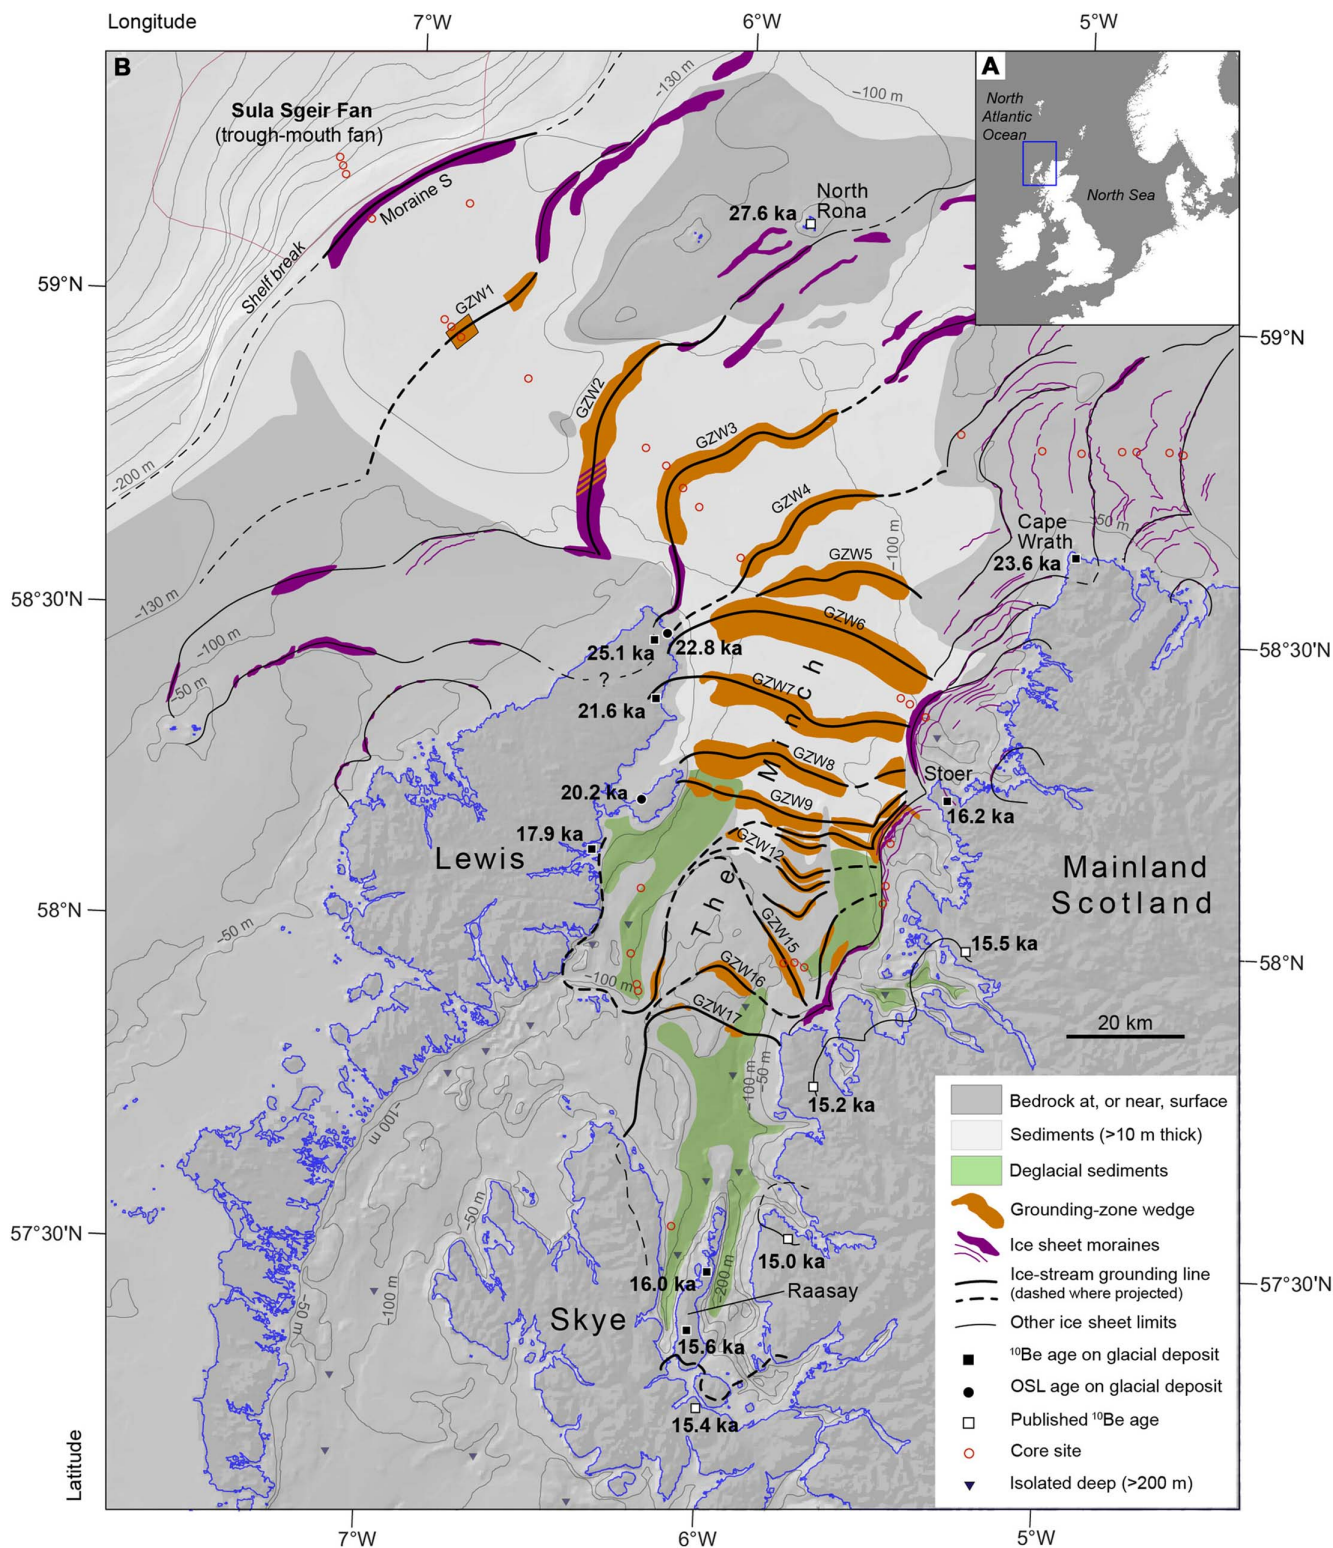 Longitude
7°W
6°W
5°W
B
A
North
Atlantic
Ocean
North Sea
Sula Sgeir Fan
(trough-mouth fan)
−130 m
−100 m
Moraine S
North
Rona
27.6 ka
Shelf break
59°N
GZW1
59°N
GZW2
GZW3
−200 m
GZW4
−50 m
Cape
Wrath
23.6 ka
−100 m
GZW5
58°30'N
−130 m
GZW6
−100 m
25.1 ka
22.8 ka
58°30'N
?
−50 m
GZW7
21.6 ka
The Minch
GZW8
Stoer
20.2 ka
GZW9
16.2 ka
17.9 ka
GZW12
Lewis
Mainland
Scotland
58°N
−50 m
GZW15
15.5 ka
58°N
GZW16
−100 m
GZW17
20 km
−100 m
−50 m
15.2 ka
−100 m
−50 m
57°30'N
15.0 ka
16.0 ka
−200 m
Raasay
57°30'N
−100 m
−50 m
Skye
15.6 ka
15.4 ka
Bedrock at, or near, surface
Sediments (>10 m thick)
Deglacial sediments
Grounding-zone wedge
Ice sheet moraines
Ice-stream grounding line
(dashed where projected)
Other ice sheet limits
¹⁰Be age on glacial deposit
OSL age on glacial deposit
Published ¹⁰Be age
Core site
Isolated deep (>200 m)
Latitude
7°W
6°W
5°W